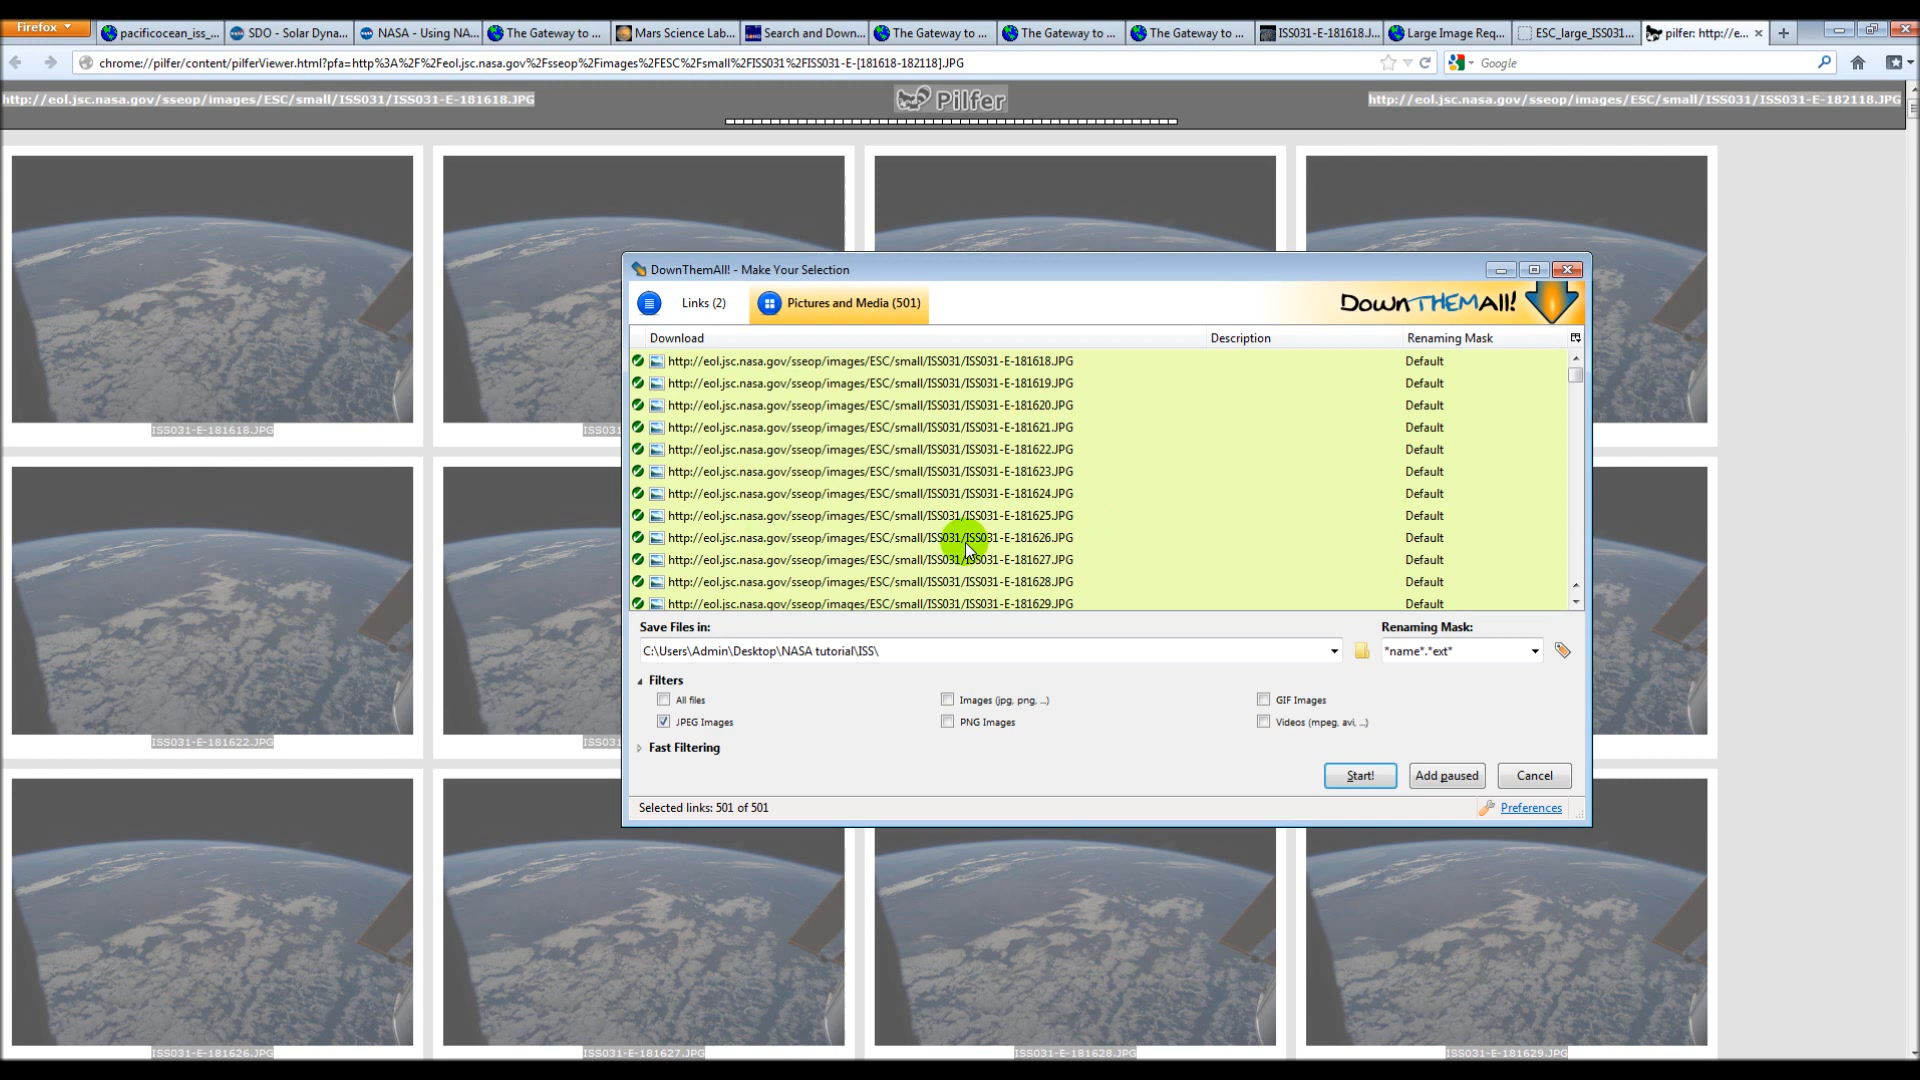 Firefox
pacificocean_iss_...
SDO - Solar Dyna...
NASA - Using NA...
The Gateway to ...
Mars Science Lab...
Search and Down...
The Gateway to ...
The Gateway to ...
The Gateway to ...
ISS031-E-181618.J...
Large Image Req...
ESC_large_ISS031...
pilfer: http://e...
chrome://pilfer/content/pilferViewer.html?pfa=http%3A%2F%2Feol.jsc.nasa.gov%2Fsseop%2Fimages%2FESC%2Fsmall%2FISS031%2FISS031-E-[181618-182118].JPG
Google
http://eol.jsc.nasa.gov/sseop/images/ESC/small/ISS031/ISS031-E-181618.JPG
Pilfer
http://eol.jsc.nasa.gov/sseop/images/ESC/small/ISS031/ISS031-E-182118.JPG
DownThemAll! - Make Your Selection
Links (2)
Pictures and Media (501)
DownTHEMAll!
Download
Description
Renaming Mask
http://eol.jsc.nasa.gov/sseop/images/ESC/small/ISS031/ISS031-E-181618.JPG Default
http://eol.jsc.nasa.gov/sseop/images/ESC/small/ISS031/ISS031-E-181619.JPG Default
http://eol.jsc.nasa.gov/sseop/images/ESC/small/ISS031/ISS031-E-181620.JPG Default
http://eol.jsc.nasa.gov/sseop/images/ESC/small/ISS031/ISS031-E-181621.JPG Default
http://eol.jsc.nasa.gov/sseop/images/ESC/small/ISS031/ISS031-E-181622.JPG Default
http://eol.jsc.nasa.gov/sseop/images/ESC/small/ISS031/ISS031-E-181623.JPG Default
http://eol.jsc.nasa.gov/sseop/images/ESC/small/ISS031/ISS031-E-181624.JPG Default
http://eol.jsc.nasa.gov/sseop/images/ESC/small/ISS031/ISS031-E-181625.JPG Default
http://eol.jsc.nasa.gov/sseop/images/ESC/small/ISS031/ISS031-E-181626.JPG Default
http://eol.jsc.nasa.gov/sseop/images/ESC/small/ISS031/ISS031-E-181627.JPG Default
http://eol.jsc.nasa.gov/sseop/images/ESC/small/ISS031/ISS031-E-181628.JPG Default
http://eol.jsc.nasa.gov/sseop/images/ESC/small/ISS031/ISS031-E-181629.JPG Default
Save Files in:
Renaming Mask:
C:\Users\Admin\Desktop\NASA tutorial\ISS\
*name*.*ext*
Filters
All files
Images (jpg, png, ...)
GIF Images
JPEG Images
PNG Images
Videos (mpeg, avi, ...)
Fast Filtering
Start!
Add paused
Cancel
Selected links: 501 of 501
Preferences
ISS031-E-181618.JPG
ISS031
ISS031-E-181622.JPG
ISS031
ISS031-E-181626.JPG
ISS031-E-181627.JPG
ISS031-E-181628.JPG
ISS031-E-181629.JPG